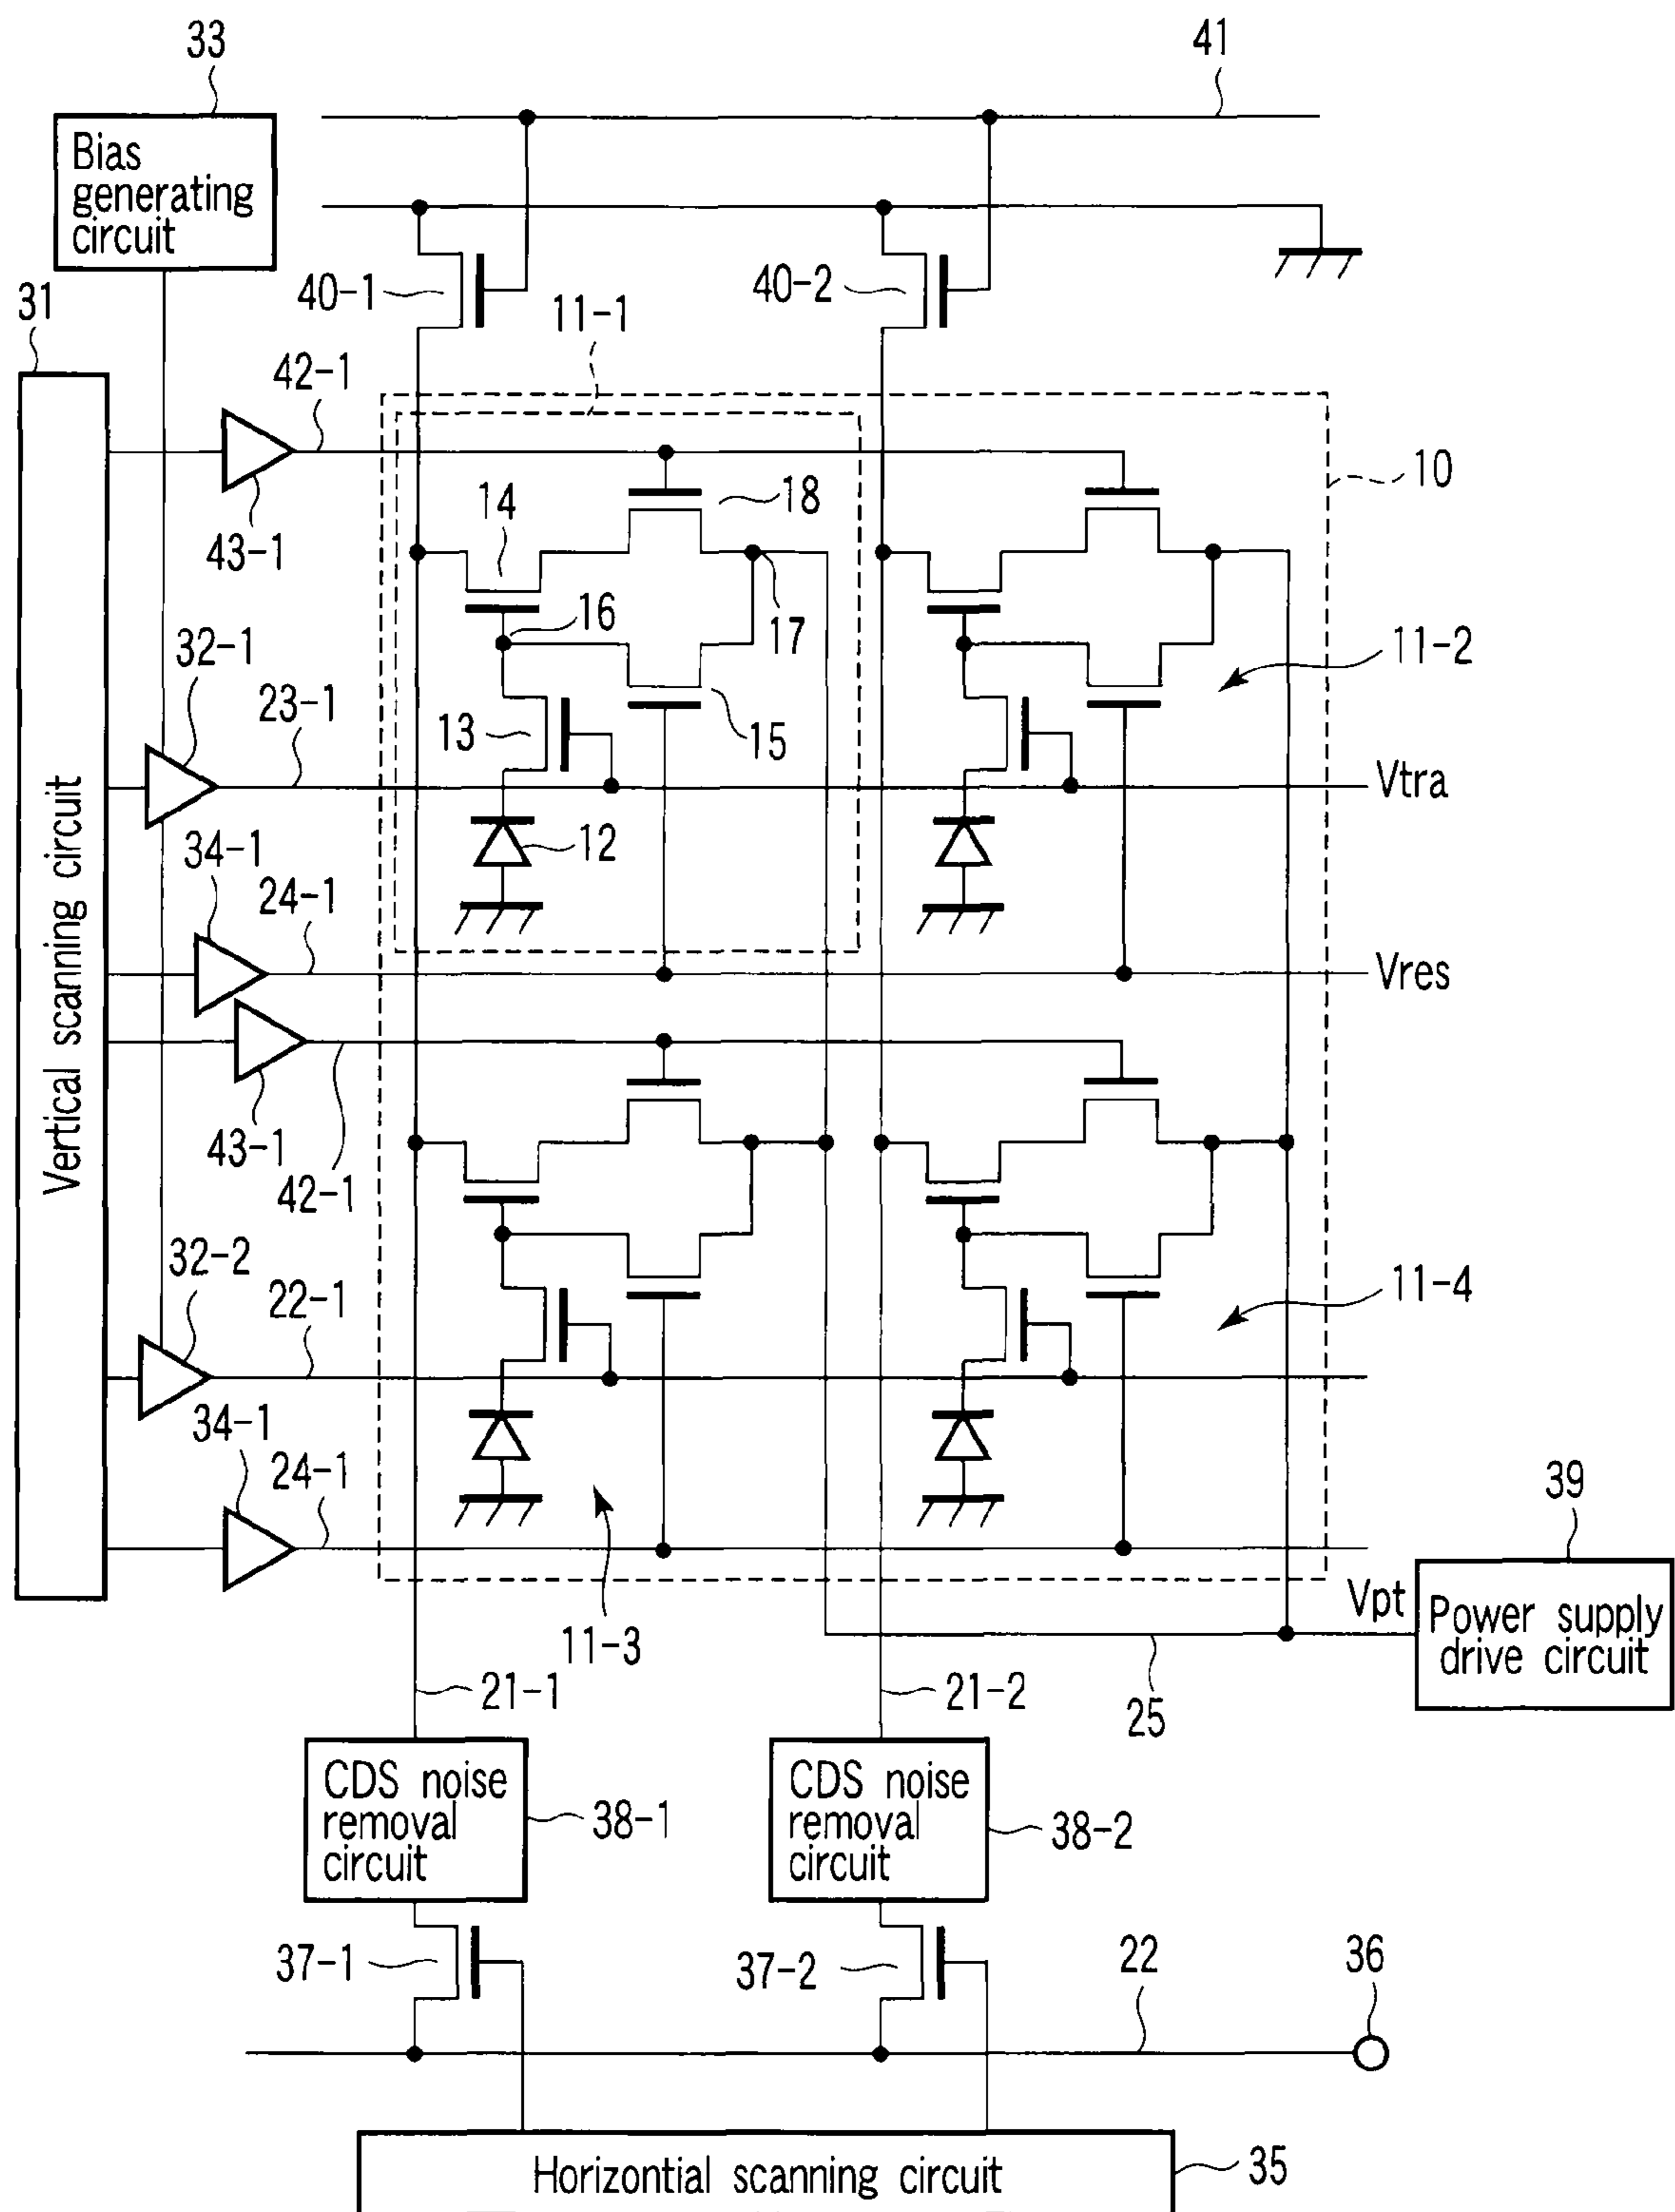 33
41
Bias
generating
circuit
31
40-1
40-2
11-1
42-1
10
14
18
43-1
16
17
11-2
32-1
23-1
13
15
Vtra
12
34-1
24-1
Vres
Vertical scanning circuit
43-1
42-1
32-2
22-1
11-4
34-1
24-1
39
Vpt
Power supply
drive circuit
11-3
21-1
21-2
25
CDS noise
removal
circuit
38-1
CDS noise
removal
circuit
38-2
37-1
37-2
22
36
Horizontial scanning circuit
35